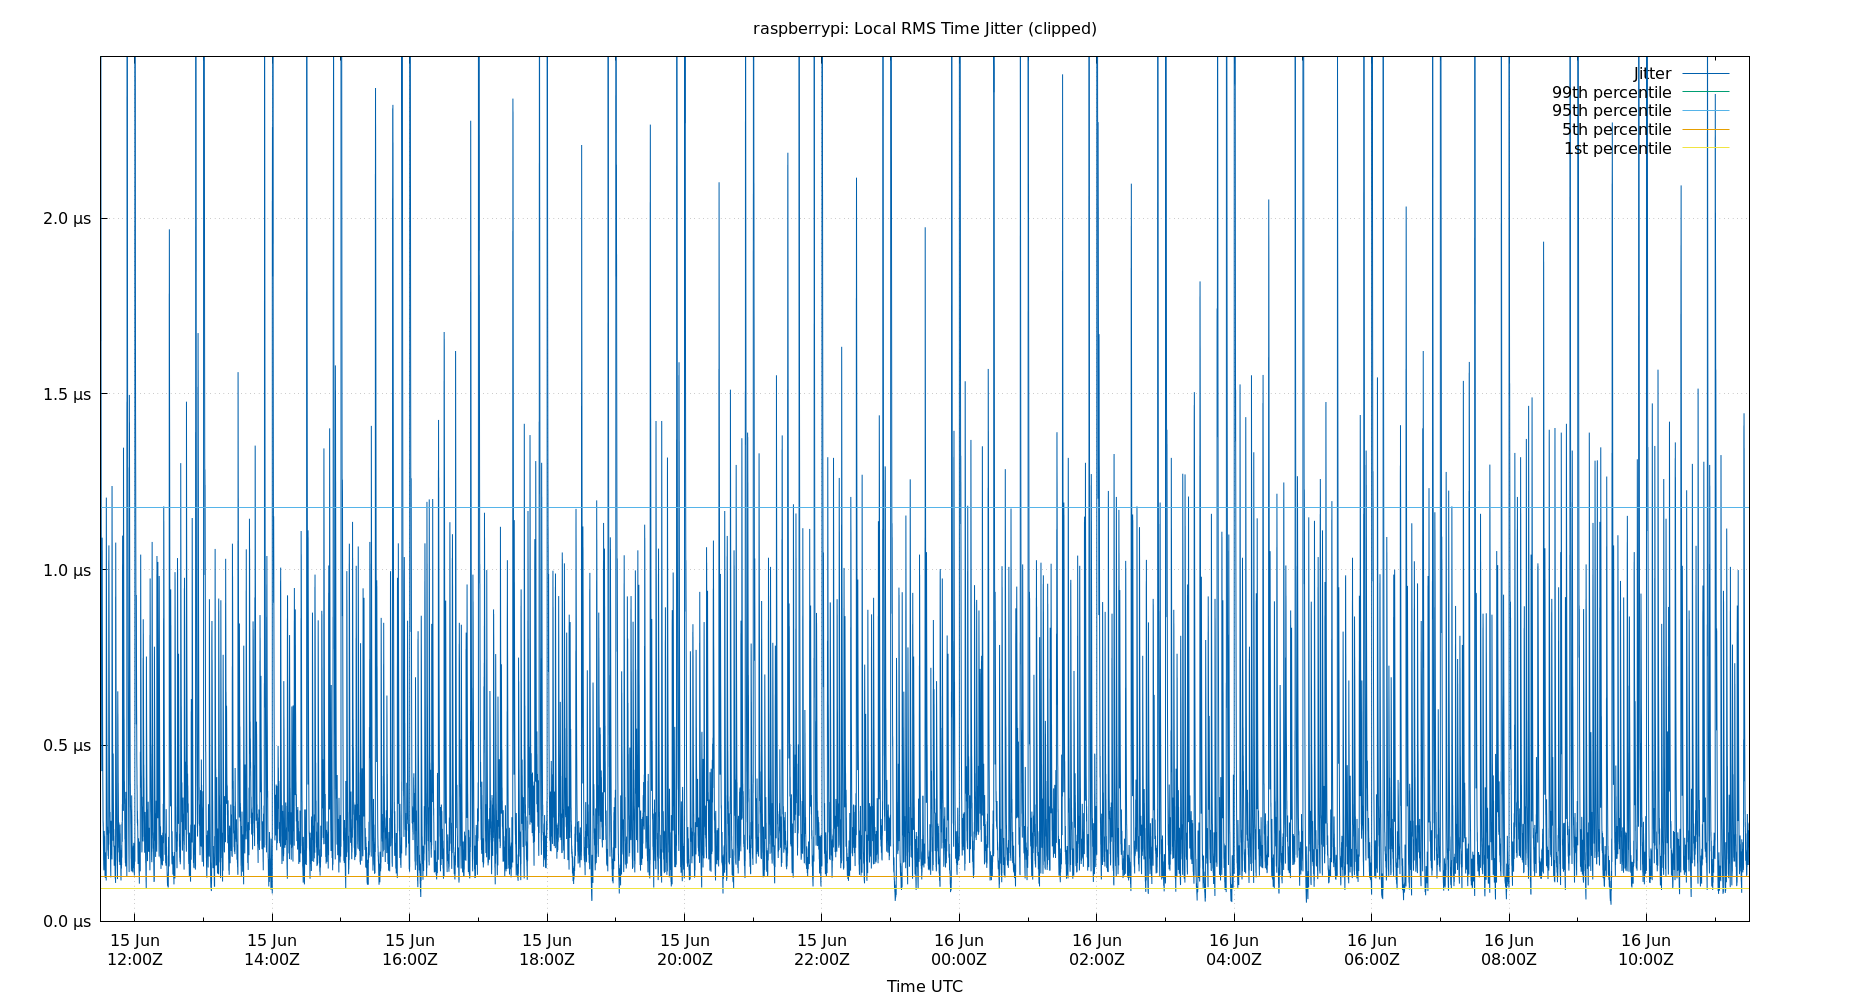 raspberrypi: Local RMS Time Jitter (clipped)
Jitter
99th percentile
95th percentile
5th percentile
1st percentile
2.0 µs
1.5 µs
1.0 µs
0.5 µs
0.0 µs
15 Jun 15 Jun 15 Jun 15 Jun 15 Jun 15 Jun 16 Jun 16 Jun 16 Jun 16 Jun 16 Jun 16 Jun
12:00Z 14:00Z 16:00Z 18:00Z 20:00Z 22:00Z 00:00Z 02:00Z 04:00Z 06:00Z 08:00Z 10:00Z
Time UTC